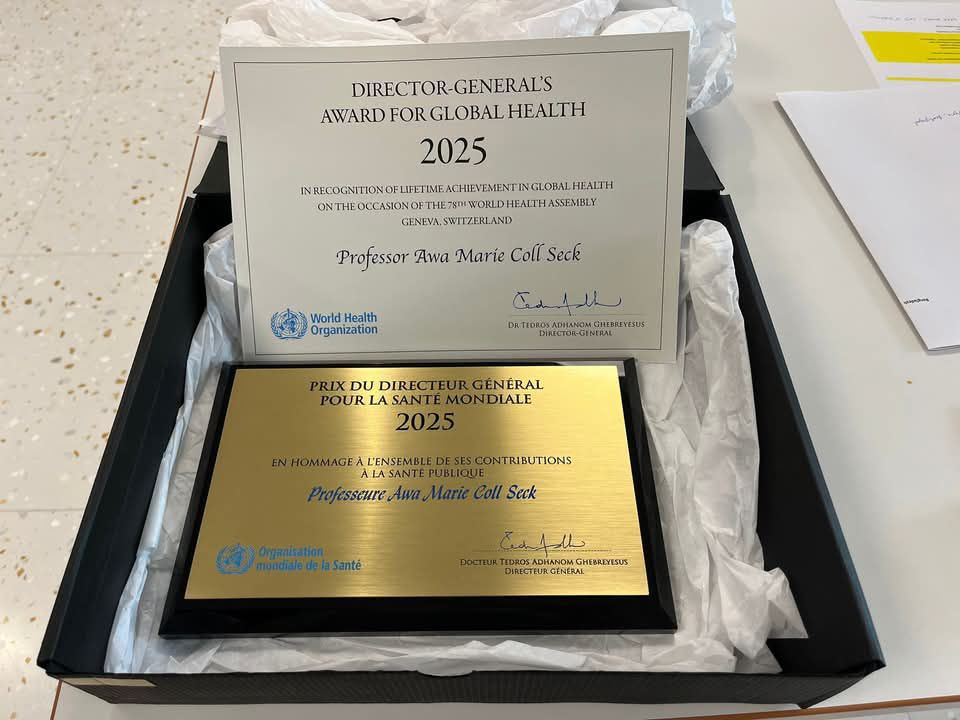 DIRECTOR-GENERAL'S
AWARD FOR GLOBAL HEALTH
2025
IN RECOGNITION OF LIFETIME ACHIEVEMENT IN GLOBAL HEALTH
ON THE OCCASION OF THE 78TH WORLD HEALTH ASSEMBLY
GENEVA, SWITZERLAND
Professor Awa Marie Coll Seck
World Health
Organization
DR TEDROS ADHANOM GHEBREYESUS
DIRECTOR-GENERAL
PRIX DU DIRECTEUR GÉNÉRAL
POUR LA SANTÉ MONDIALE
2025
EN HOMMAGE À L'ENSEMBLE DE SES CONTRIBUTIONS
À LA SANTÉ PUBLIQUE
Professeure Awa Marie Coll Seck
Organisation
mondiale de la Santé
DOCTEUR TEDROS ADHANOM GHEBREYESUS
DIRECTEUR GÉNÉRAL
Bangladesh